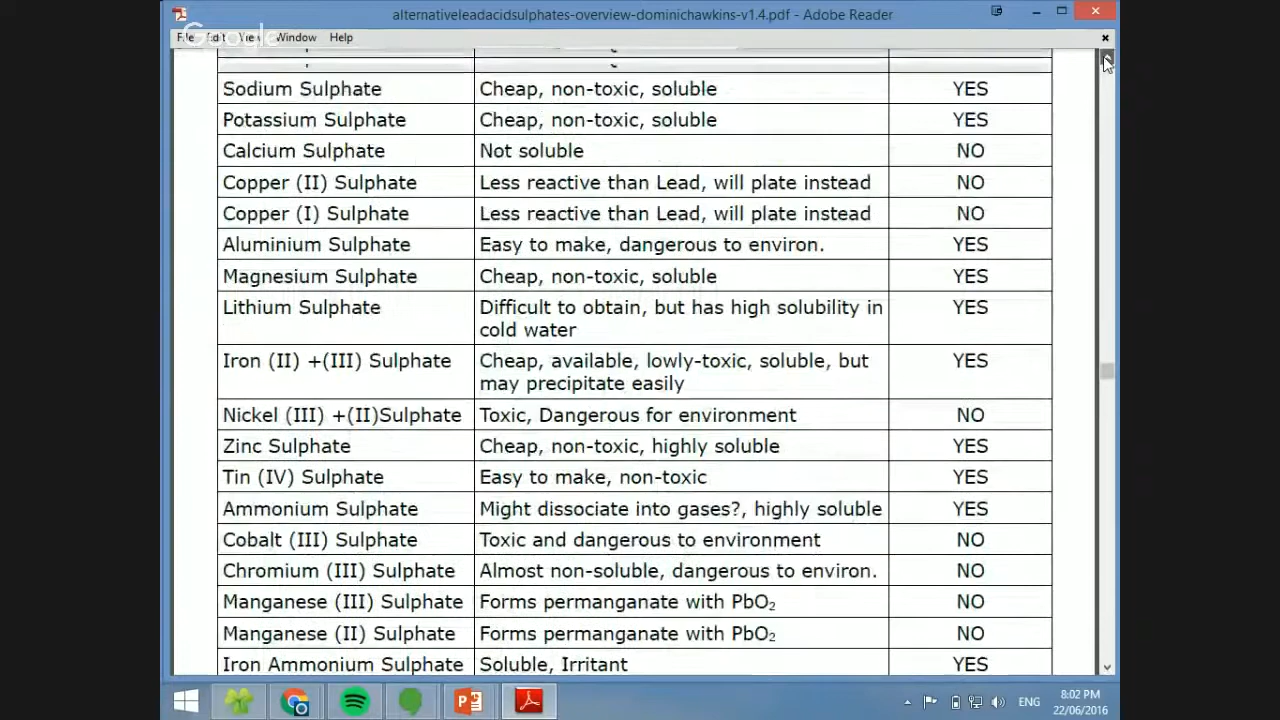 alternativeleadacidsulphates-overview-dominichawkins-v1.4.pdf - Adobe Reader
Google
File Edit View Window Help
Sodium Sulphate Cheap, non-toxic, soluble YES
Potassium Sulphate Cheap, non-toxic, soluble YES
Calcium Sulphate Not soluble NO
Copper (II) Sulphate Less reactive than Lead, will plate instead NO
Copper (I) Sulphate Less reactive than Lead, will plate instead NO
Aluminium Sulphate Easy to make, dangerous to environ. YES
Magnesium Sulphate Cheap, non-toxic, soluble YES
Lithium Sulphate Difficult to obtain, but has high solubility in YES
cold water
Iron (II) +(III) Sulphate Cheap, available, lowly-toxic, soluble, but YES
may precipitate easily
Nickel (III) +(II)Sulphate Toxic, Dangerous for environment NO
Zinc Sulphate Cheap, non-toxic, highly soluble YES
Tin (IV) Sulphate Easy to make, non-toxic YES
Ammonium Sulphate Might dissociate into gases?, highly soluble YES
Cobalt (III) Sulphate Toxic and dangerous to environment NO
Chromium (III) Sulphate Almost non-soluble, dangerous to environ. NO
Manganese (III) Sulphate Forms permanganate with PbO₂ NO
Manganese (II) Sulphate Forms permanganate with PbO₂ NO
Iron Ammonium Sulphate Soluble, Irritant YES
ENG
8:02 PM
22/06/2016